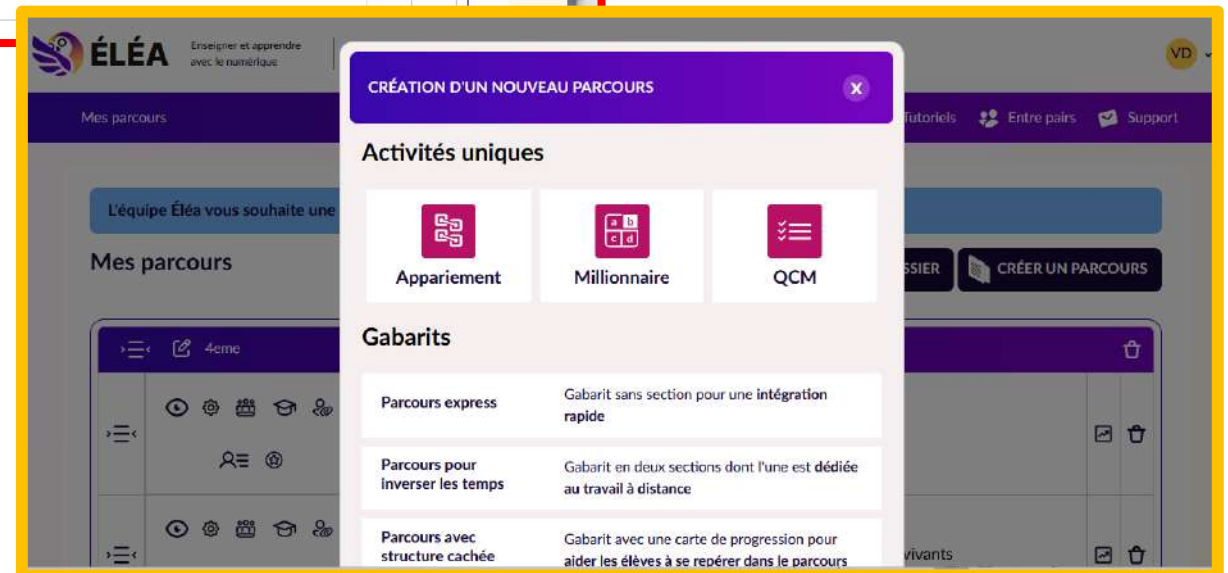 ÉLÉA
Enseigner et apprendre
avec le numérique
VD
CRÉATION D'UN NOUVEAU PARCOURS
X
Mes parcours
Tutoriels
Entre pairs
Support
Activités uniques
L'équipe Éléa vous souhaite une
a b
c d
Appariement
Millionnaire
QCM
Mes parcours
SSIER
CRÉER UN PARCOURS
Gabarits
4eme
Parcours express
Gabarit sans section pour une intégration
rapide
Parcours pour
inverser les temps
Gabarit en deux sections dont l'une est dédiée
au travail à distance
Parcours avec
structure cachée
Gabarit avec une carte de progression pour
aider les élèves à se repérer dans le parcours
vivants